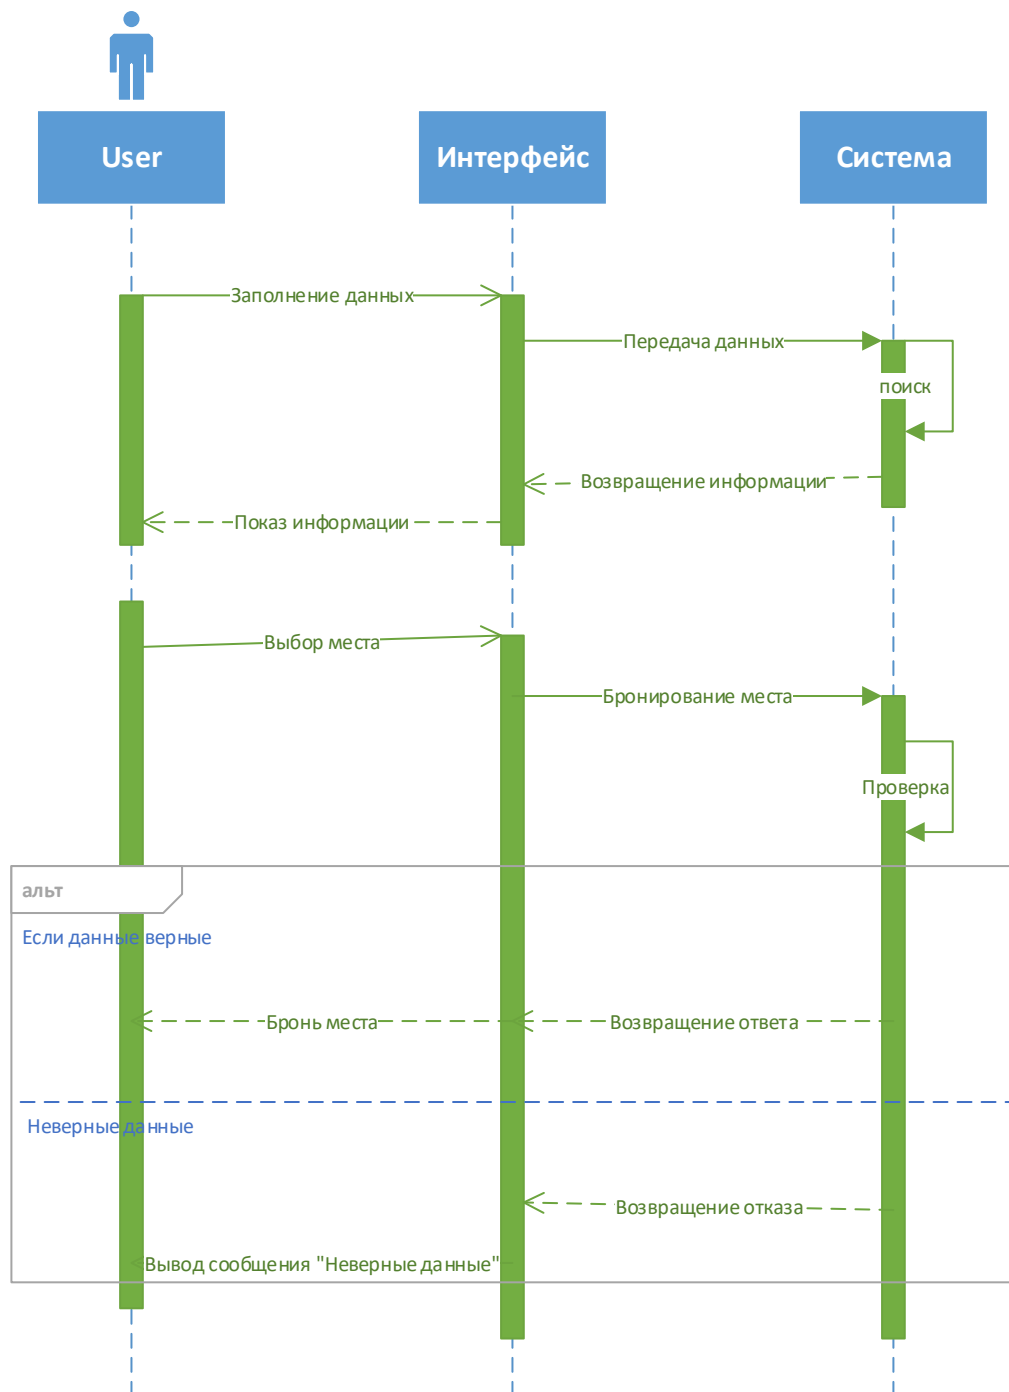 User
Интерфейс
Система
Заполнение данных
Передача данных
поиск
Возвращение информации
Показ информации
Выбор места
Бронирование места
Проверка
альт
Если данные верные
Бронь места
Возвращение ответа
Неверные данные
Возвращение отказа
Вывод сообщения "Неверные данные"